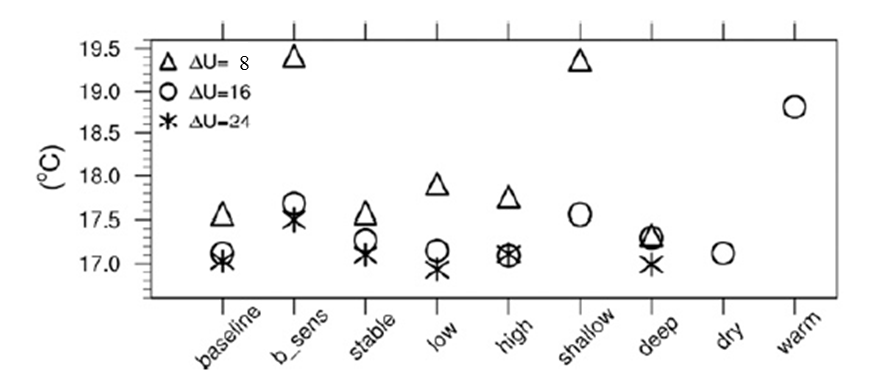 19.5
19.0
18.5
18.0
17.5
17.0
(°C)
ΔU= 8
ΔU=16
ΔU=24
baseline
b_sens
stable
low
high
shallow
deep
dry
warm